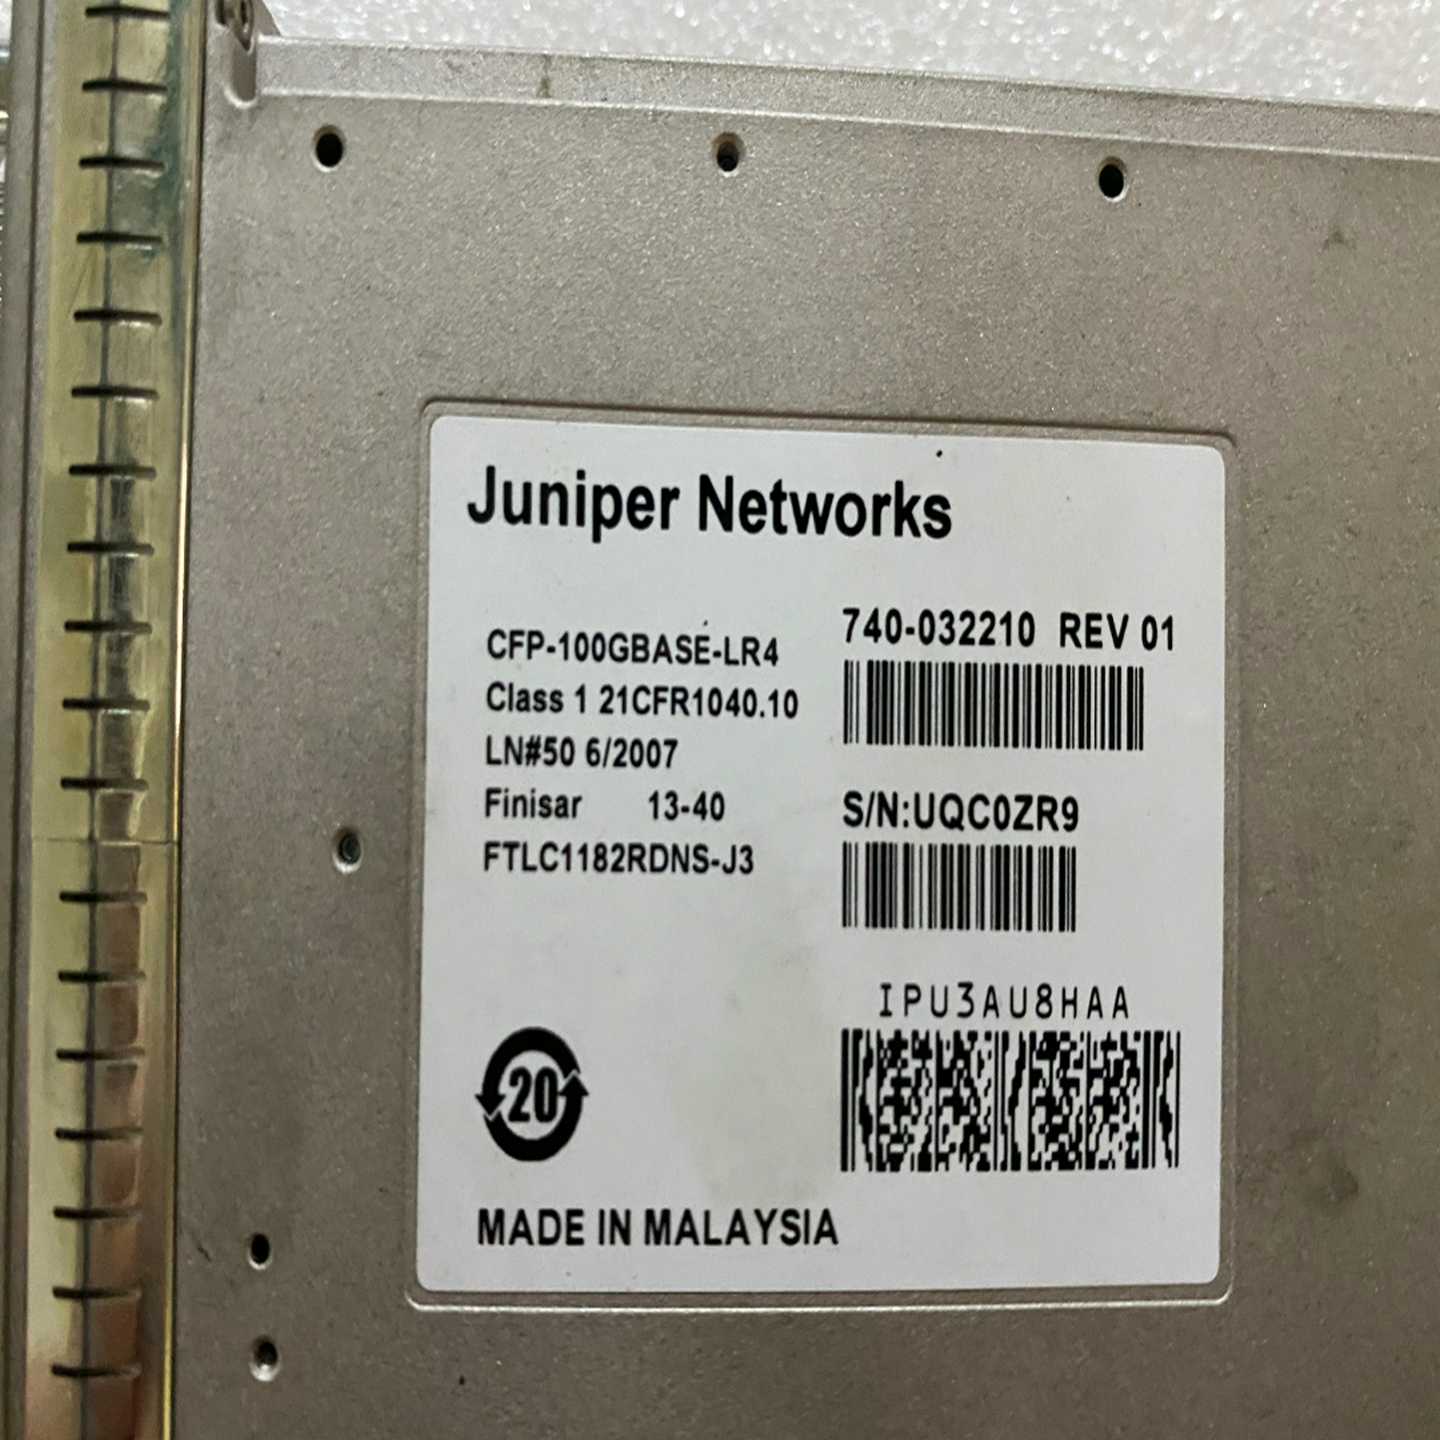 Juniper Networks
CFP-100GBASE-LR4
Class 1 21CFR1040.10
LN#50 6/2007
Finisar 13-40
FTLC1182RDNS-J3
740-032210 REV 01
S/N:UQC0ZR9
IPU3AU8HAA
20
MADE IN MALAYSIA